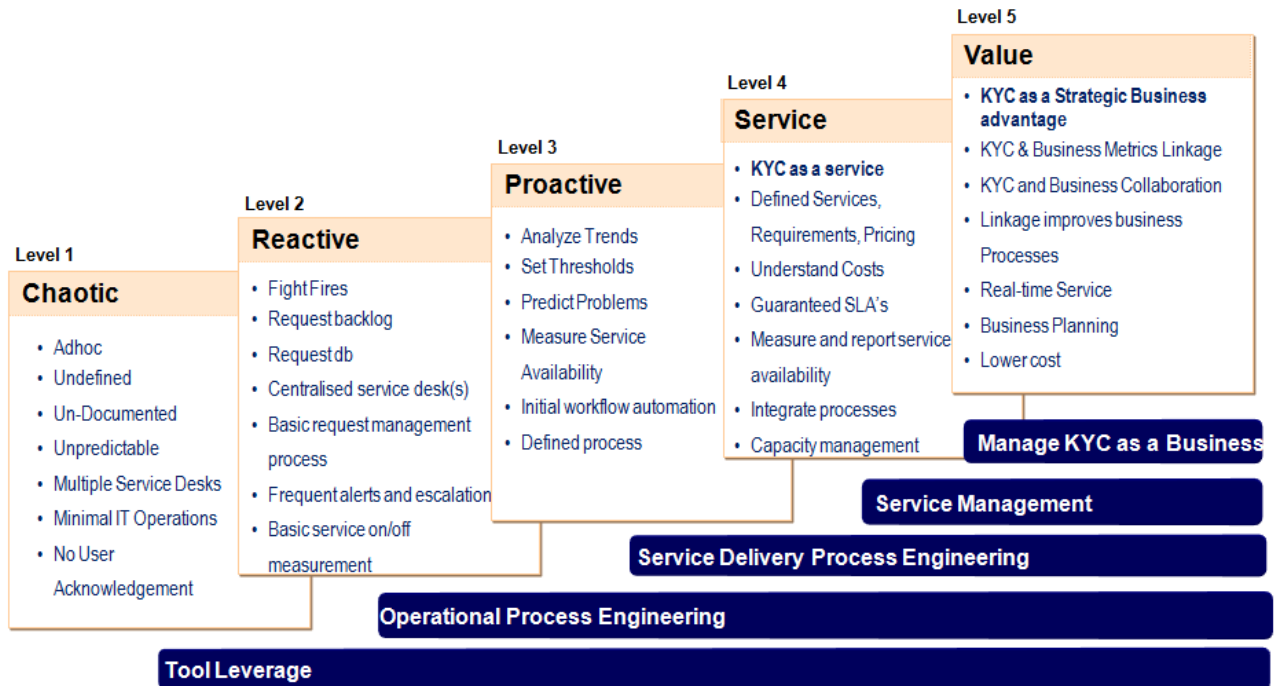 Level 1
Chaotic
• Adhoc
• Undefined
• Un-Documented
• Unpredictable
• Multiple Service Desks
• Minimal IT Operations
• No User
Acknowledgement
Level 2
Reactive
• Fight Fires
• Request backlog
• Request db
• Centralised service desk(s)
• Basic request management
process
• Frequent alerts and escalation
• Basic service on/off
measurement
Level 3
Proactive
• Analyze Trends
• Set Thresholds
• Predict Problems
• Measure Service
Availability
• Initial workflow automation
• Defined process
Level 4
Service
• KYC as a service
• Defined Services,
Requirements, Pricing
• Understand Costs
• Guaranteed SLA's
• Measure and report service
availability
• Integrate processes
• Capacity management
Level 5
Value
• KYC as a Strategic Business
advantage
• KYC & Business Metrics Linkage
• KYC and Business Collaboration
• Linkage improves business
Processes
• Real-time Service
• Business Planning
• Lower cost
Manage KYC as a Business
Service Management
Service Delivery Process Engineering
Operational Process Engineering
Tool Leverage